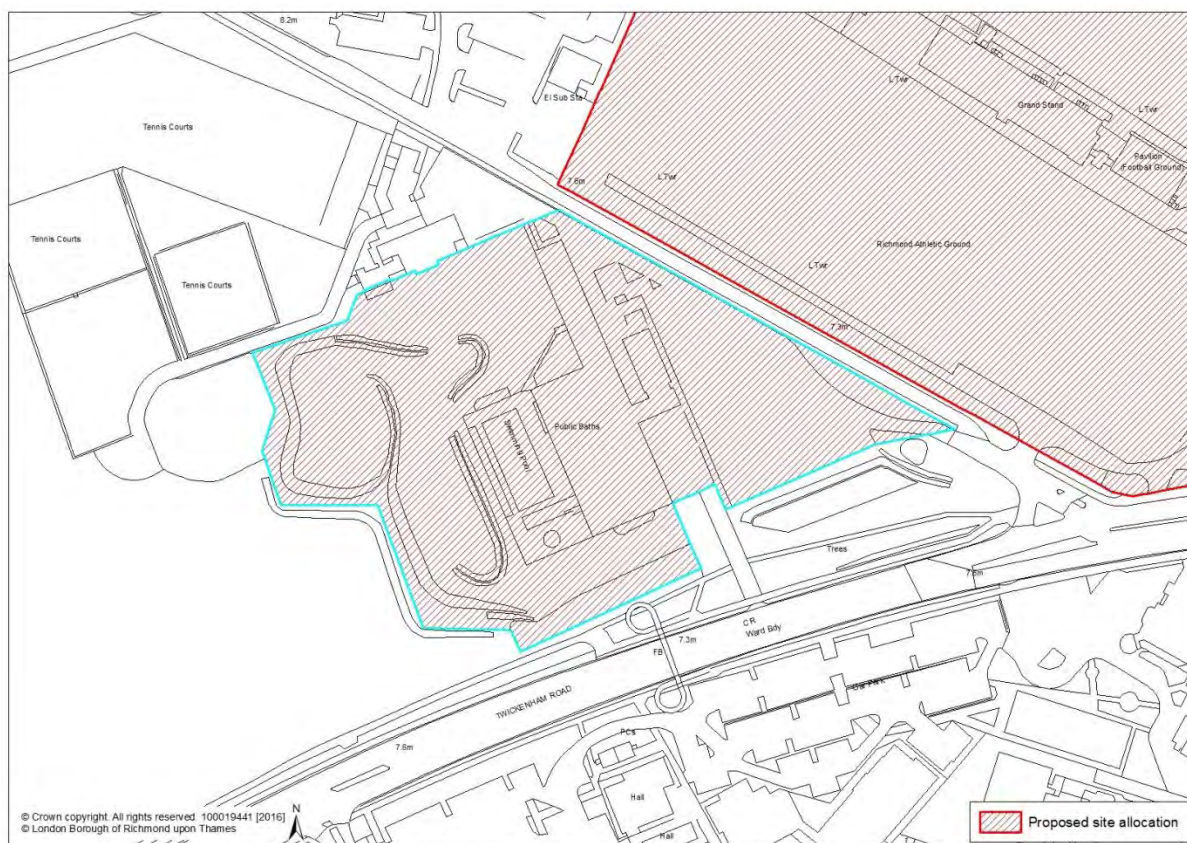 8.2m
El Sub Sta
L Twr
Grand Stand
L Twr
Pavilion
(Football Ground)
Tennis Courts
7.6m
L Twr
Tennis Courts
Richmond Athletic Ground
L Twr
Tennis Courts
7.3m
Public Baths
Swimming Pool
Trees
7.6m
C R
Ward Bdy
7.3m
FB
Car Park
TWICKENHAM ROAD
PCs
7.6m
Hall
Hall
N
© Crown copyright. All rights reserved. 100019441 [2016]
© London Borough of Richmond upon Thames
Proposed site allocation